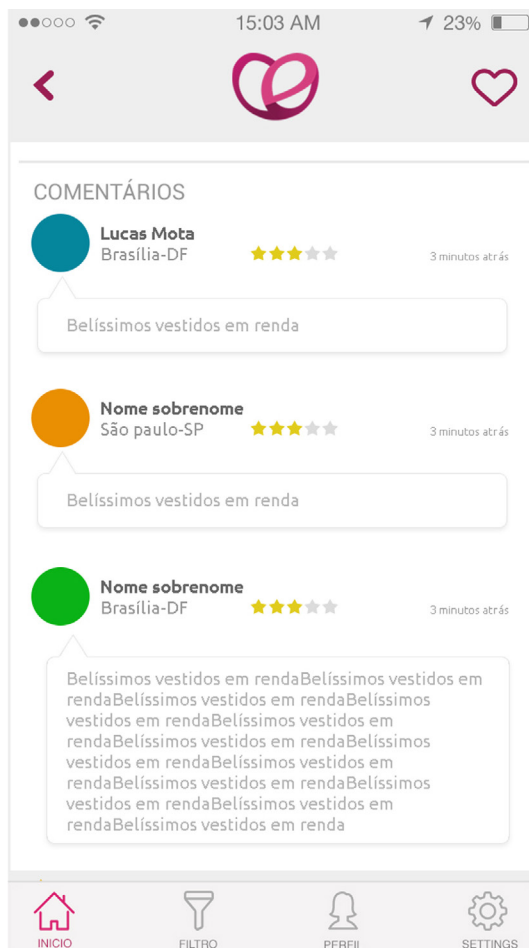 15:03 AM 23%
COMENTÁRIOS
Lucas Mota
Brasília-DF 3 minutos atrás
Belíssimos vestidos em renda
Nome sobrenome
São paulo-SP 3 minutos atrás
Belíssimos vestidos em renda
Nome sobrenome
Brasília-DF 3 minutos atrás
Belíssimos vestidos em rendaBelíssimos vestidos em
rendaBelíssimos vestidos em rendaBelíssimos
vestidos em rendaBelíssimos vestidos em
rendaBelíssimos vestidos em rendaBelíssimos
vestidos em rendaBelíssimos vestidos em
rendaBelíssimos vestidos em rendaBelíssimos
vestidos em rendaBelíssimos vestidos em
rendaBelíssimos vestidos em renda
INICIO FILTRO PERFIL SETTINGS